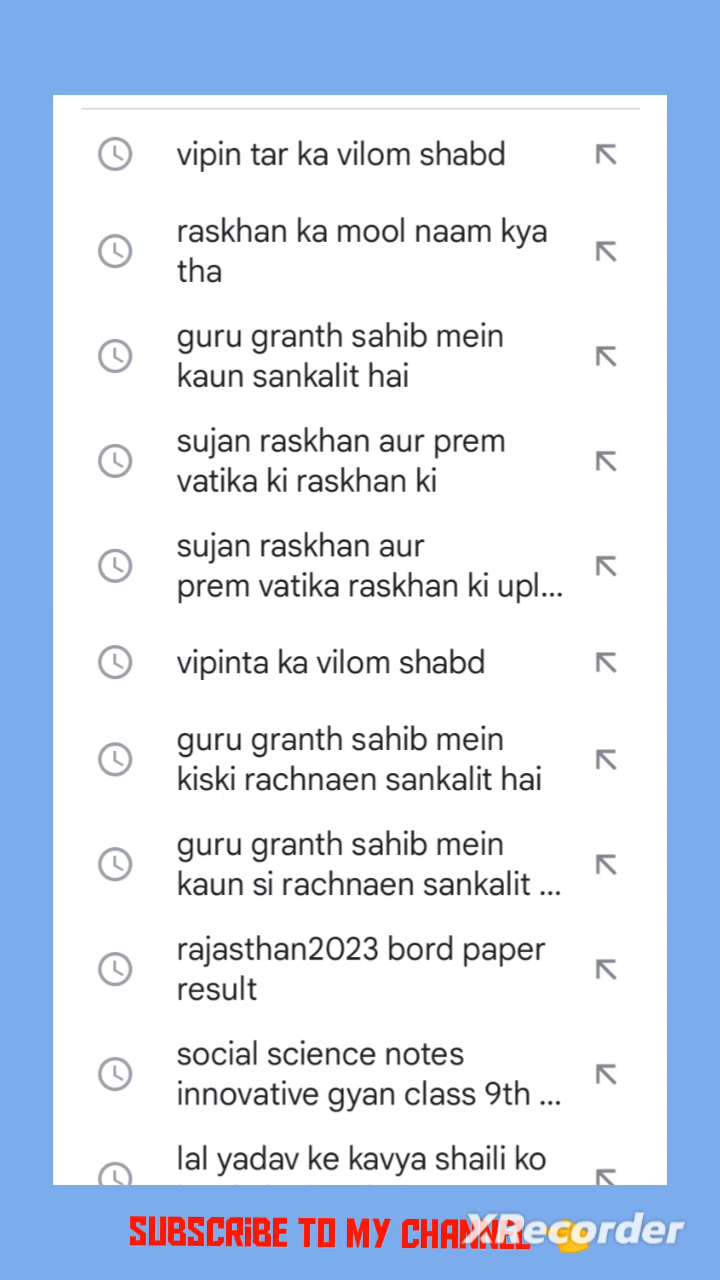 vipin tar ka vilom shabd
raskhan ka mool naam kya
tha
guru granth sahib mein
kaun sankalit hai
sujan raskhan aur prem
vatika ki raskhan ki
sujan raskhan aur
prem vatika raskhan ki upl...
vipinta ka vilom shabd
guru granth sahib mein
kiski rachnaen sankalit hai
guru granth sahib mein
kaun si rachnaen sankalit ...
rajasthan2023 bord paper
result
social science notes
innovative gyan class 9th ...
lal yadav ke kavya shaili ko
SUBSCRIBE TO MY CHANNEL
XRecorder